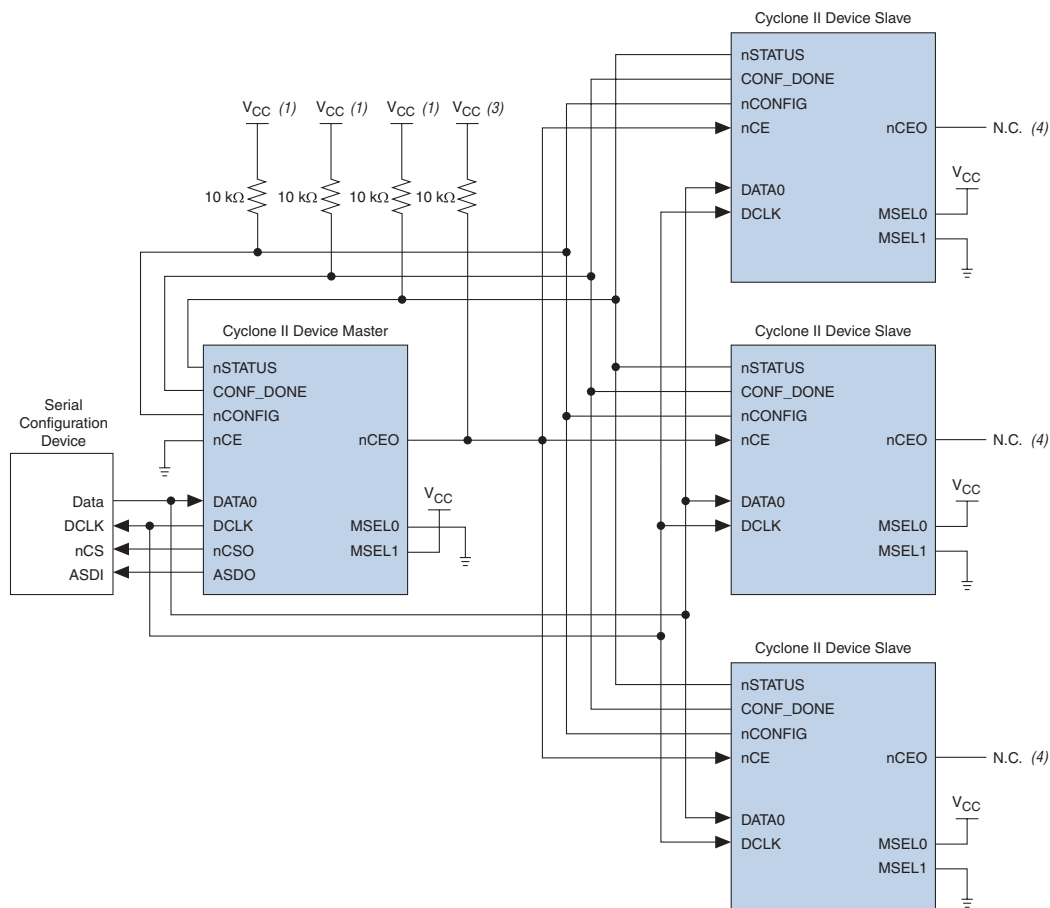 Cyclone II Device Slave
nSTATUS
CONF_DONE
nCONFIG
nCE
nCEO
N.C. (4)
DATA0
DCLK
VCC
MSEL0
MSEL1
VCC (1)
VCC (1)
VCC (1)
VCC (3)
10 kΩ
10 kΩ
10 kΩ
10 kΩ
Cyclone II Device Master
nSTATUS
CONF_DONE
nCONFIG
nCE
nCEO
DATA0
DCLK
nCSO
ASDO
VCC
MSEL0
MSEL1
Serial
Configuration
Device
Data
DCLK
nCS
ASDI
Cyclone II Device Slave
nSTATUS
CONF_DONE
nCONFIG
nCE
nCEO
N.C. (4)
DATA0
DCLK
VCC
MSEL0
MSEL1
Cyclone II Device Slave
nSTATUS
CONF_DONE
nCONFIG
nCE
nCEO
N.C. (4)
DATA0
DCLK
VCC
MSEL0
MSEL1